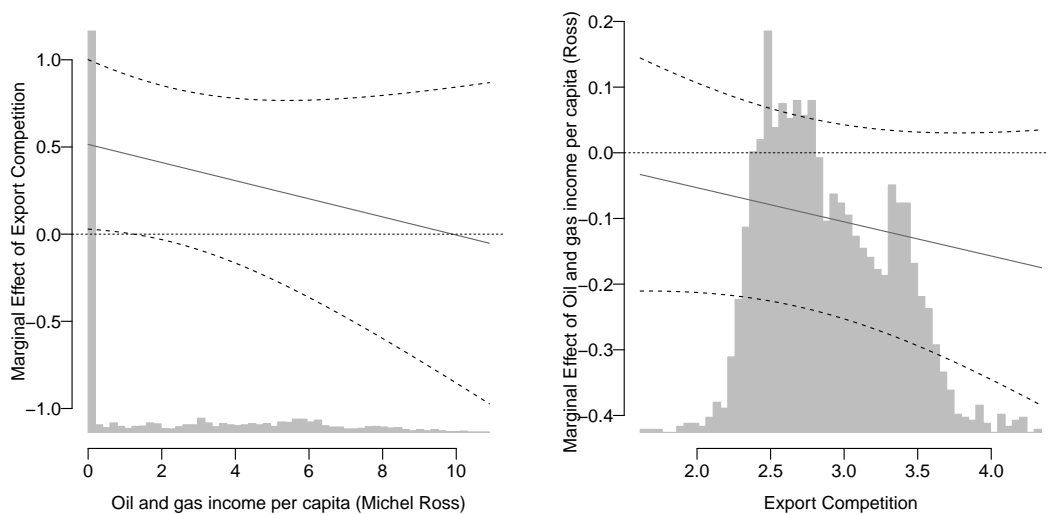 Marginal Effect of Export Competition
1.0
0.5
0.0
−0.5
−1.0
0 2 4 6 8 10
Oil and gas income per capita (Michel Ross)
Marginal Effect of Oil and gas income per capita (Ross)
0.2
0.1
0.0
−0.1
−0.2
−0.3
−0.4
2.0 2.5 3.0 3.5 4.0
Export Competition